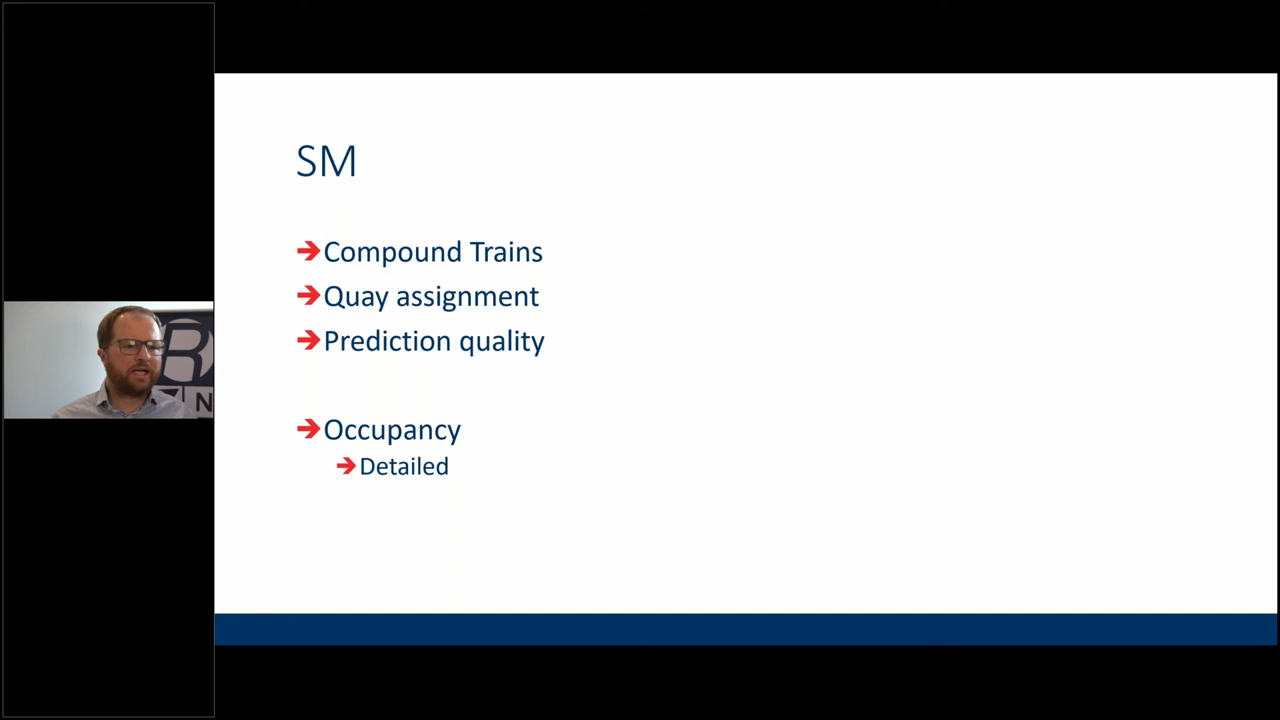 SM
Compound Trains
Quay assignment
Prediction quality
Occupancy
Detailed
R
N